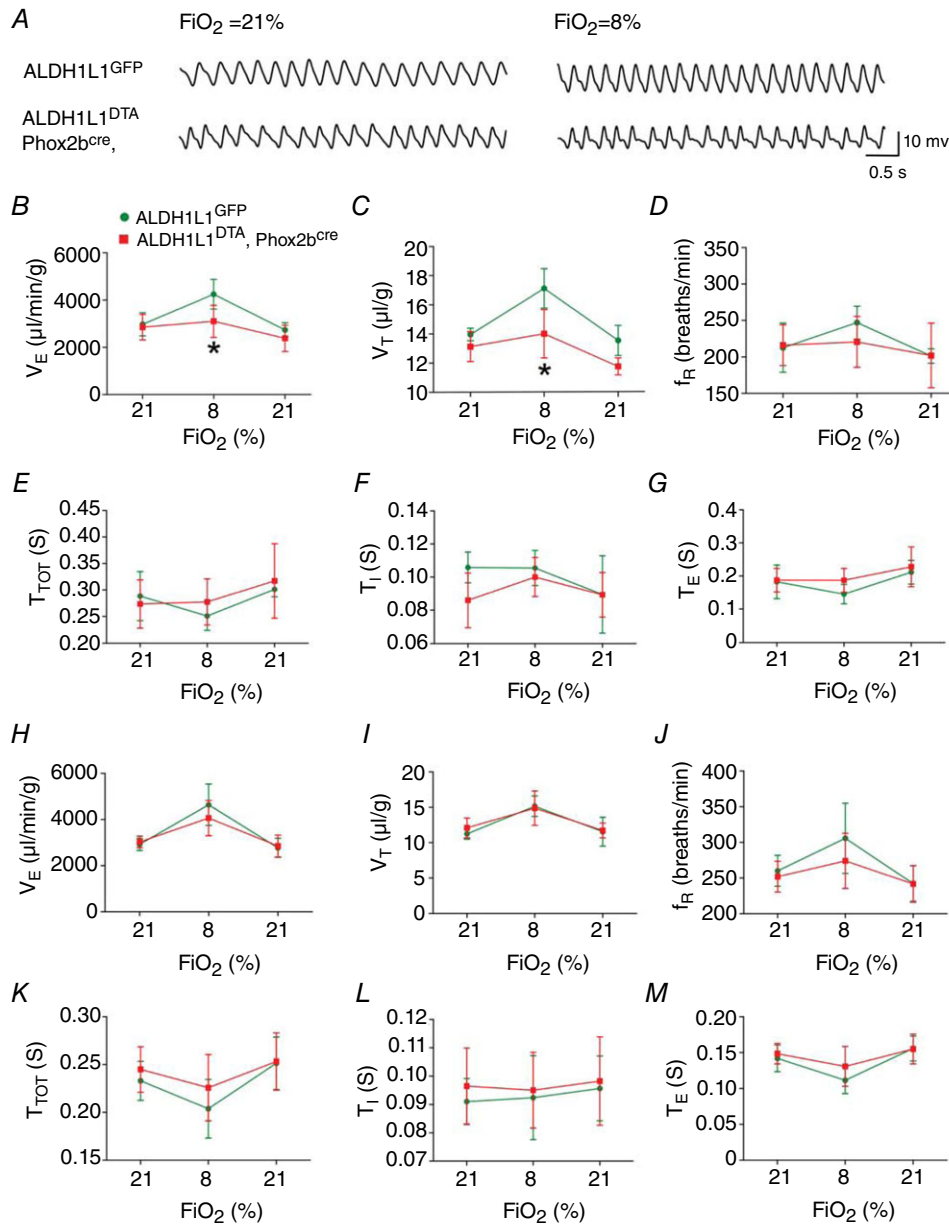 A
FiO2 =21%
FiO2=8%
ALDH1L1GFP
ALDH1L1DTA
Phox2bcre,
10 mv
0.5 s
B
ALDH1L1GFP
ALDH1L1DTA, Phox2bcre
6000
4000
2000
0
VE (µl/min/g)
*
21 8 21
FiO2 (%)
C
20
18
16
14
12
10
VT (µl/g)
*
21 8 21
FiO2 (%)
D
350
300
250
200
150
fR (breaths/min)
21 8 21
FiO2 (%)
E
0.45
0.40
0.35
0.30
0.25
0.20
TTOT (S)
21 8 21
FiO2 (%)
F
0.14
0.12
0.10
0.08
0.06
TI (S)
21 8 21
FiO2 (%)
G
0.4
0.3
0.2
0.1
0
TE (S)
21 8 21
FiO2 (%)
H
6000
4000
2000
0
VE (µl/min/g)
21 8 21
FiO2 (%)
I
20
15
10
5
0
VT (µl/g)
21 8 21
FiO2 (%)
J
400
350
300
250
200
fR (breaths/min)
21 8 21
FiO2 (%)
K
0.30
0.25
0.20
0.15
TTOT (S)
21 8 21
FiO2 (%)
L
0.12
0.11
0.10
0.09
0.08
0.07
TI (S)
21 8 21
FiO2 (%)
M
0.20
0.15
0.10
0.05
0
TE (S)
21 8 21
FiO2 (%)